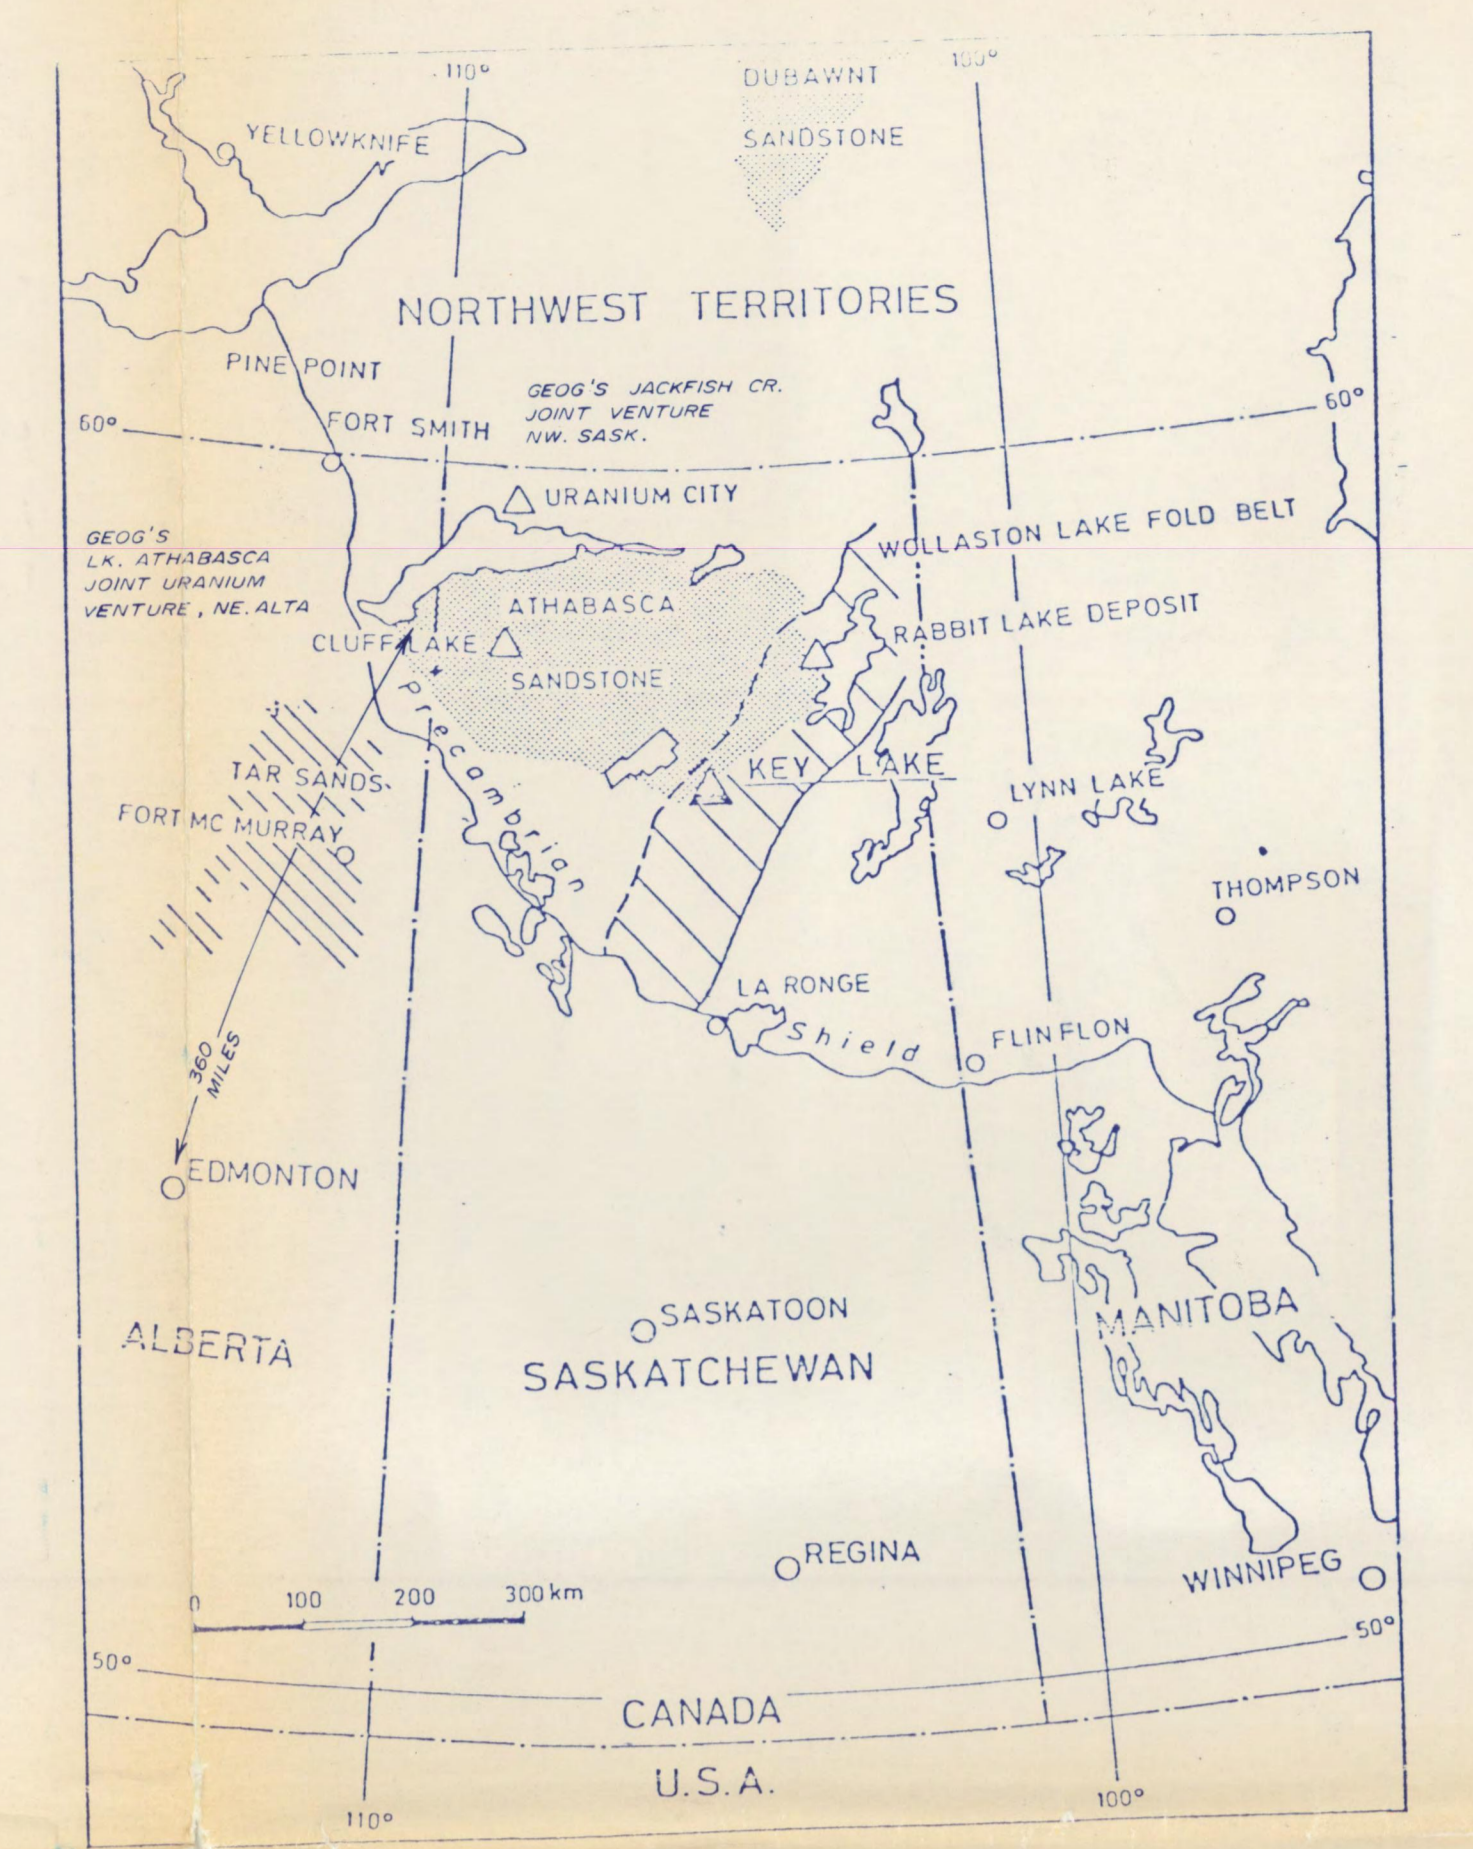 110°
100°
DUBAWNT
SANDSTONE
YELLOWKNIFE
NORTHWEST TERRITORIES
PINE POINT
GEOG'S JACKFISH CR.
JOINT VENTURE
NW. SASK.
60°
60°
FORT SMITH
URANIUM CITY
WOLLASTON LAKE FOLD BELT
GEOG'S
LK. ATHABASCA
JOINT URANIUM
VENTURE, NE. ALTA
ATHABASCA
SANDSTONE
RABBIT LAKE DEPOSIT
CLUFF LAKE
Precambrian
TAR SANDS
KEY LAKE
LYNN LAKE
FORT MC MURRAY
THOMPSON
LA RONGE
Shield
FLIN FLON
360
MILES
EDMONTON
SASKATOON
MANITOBA
ALBERTA
SASKATCHEWAN
REGINA
WINNIPEG
0 100 200 300 km
50°
50°
CANADA
U.S.A.
110°
100°